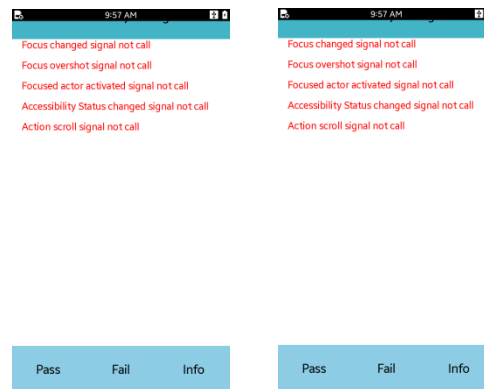 9:57 AM
Focus changed signal not call
Focus overshot signal not call
Focused actor activated signal not call
Accessibility Status changed signal not call
Action scroll signal not call
Pass Fail Info
9:57 AM
Focus changed signal not call
Focus overshot signal not call
Focused actor activated signal not call
Accessibility Status changed signal not call
Action scroll signal not call
Pass Fail Info